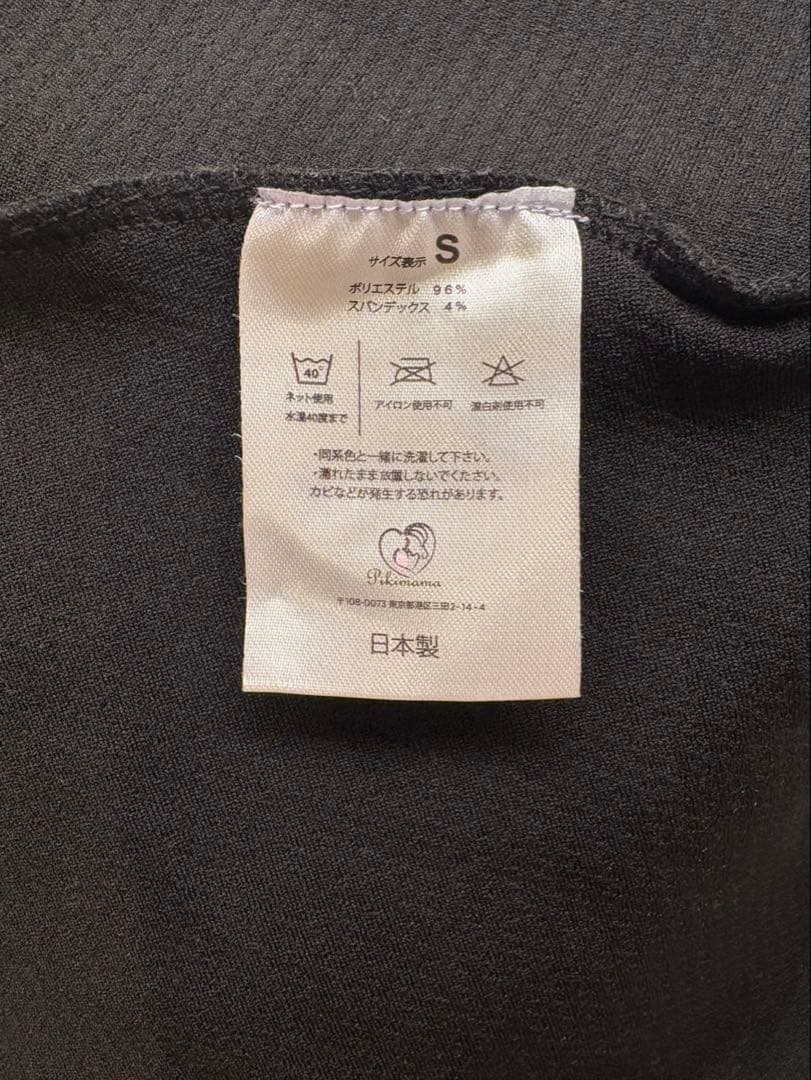 サイズ表示 S
ポリエステル 96%
スパンデックス 4%
40°
ネット使用
水温40度まで
アイロン使用不可
漂白剤使用不可
・同系色と一緒に洗濯して下さい。
・濡れたまま放置しないでください。
カビなどが発生する恐れがあります。
Pikimama
〒108-0073 東京都港区三田2-14-4
日本製